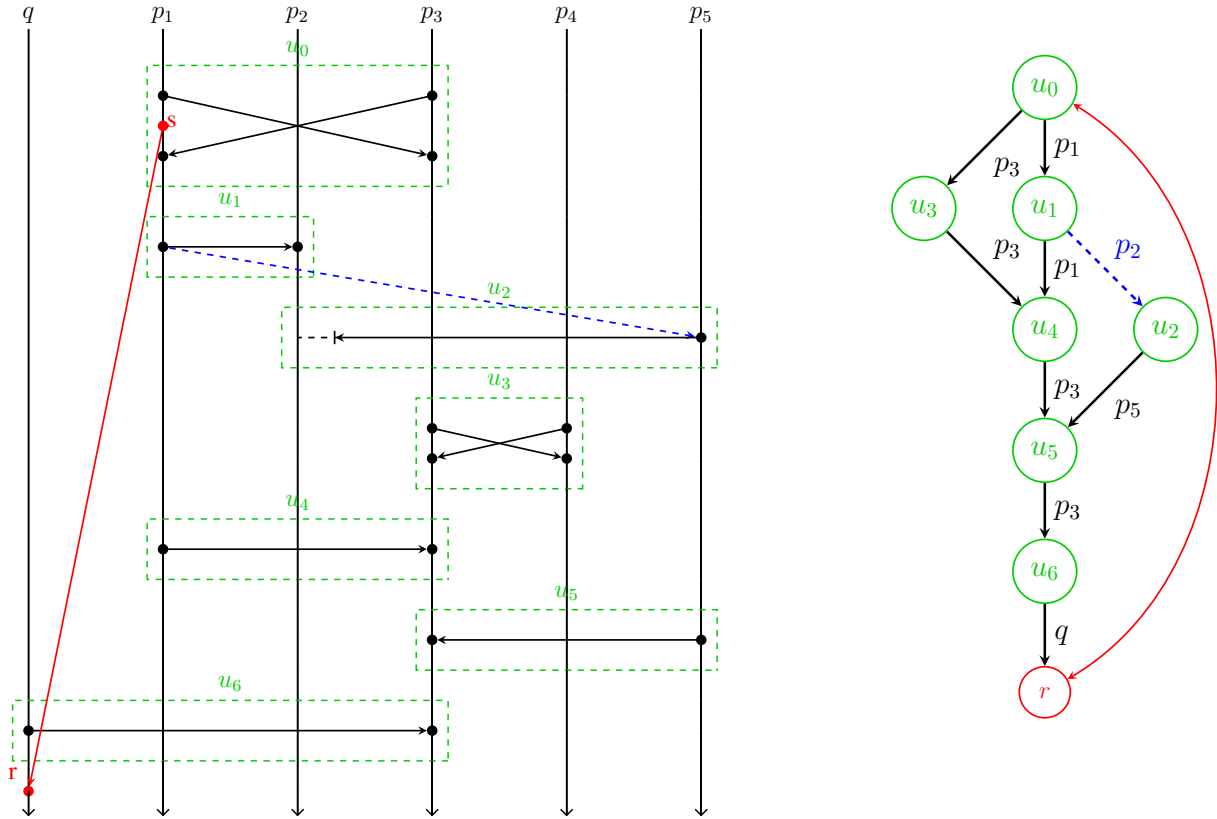 q p₁ p₂ p₃ p₄ p₅
u₀
s
u₁
u₂
u₃
u₄
u₅
u₆
r
u₀
p₃ p₁
u₃ u₁
p₃ p₁ p₂
u₄ u₂
p₃ p₅
u₅
p₃
u₆
q
r